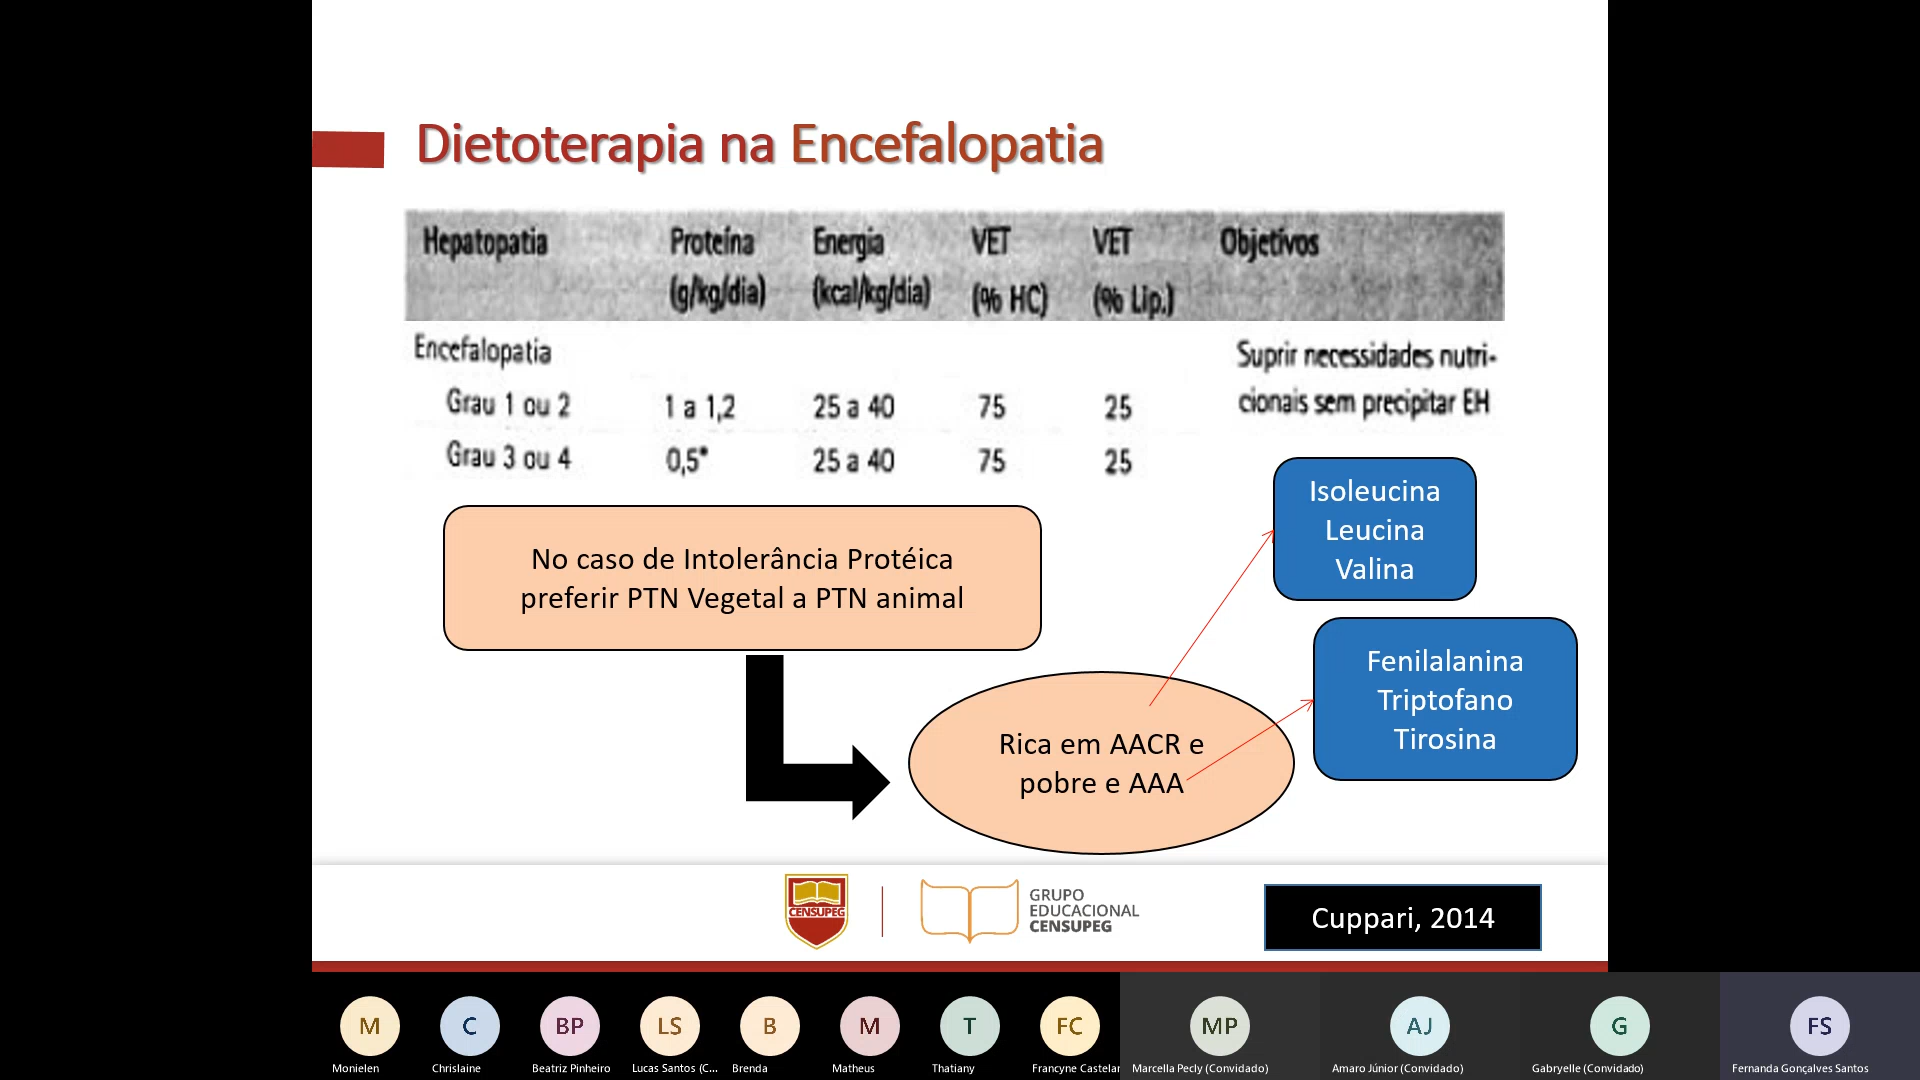 Dietoterapia na Encefalopatia
Hepatopatia Proteína Energia VET VET Objetivos
(g/kg/dia) (kcal/kg/dia) (% HC) (% Lip.)
Encefalopatia Suprir necessidades nutri-
Grau 1 ou 2 1 a 1,2 25 a 40 75 25 cionais sem precipitar EH
Grau 3 ou 4 0,5* 25 a 40 75 25
No caso de Intolerância Protéica
preferir PTN Vegetal a PTN animal
Isoleucina
Leucina
Valina
Fenilalanina
Triptofano
Tirosina
Rica em AACR e
pobre e AAA
CENSUPEG
GRUPO
EDUCACIONAL
CENSUPEG
Cuppari, 2014
M C BP LS B M T FC MP AJ G FS
Monielen Chrislaine Beatriz Pinheiro Lucas Santos (C... Brenda Matheus Thatiany Francyne Castelar Marcella Pecly (Convidado) Amaro Júnior (Convidado) Gabryelle (Convidado) Fernanda Gonçalves Santos